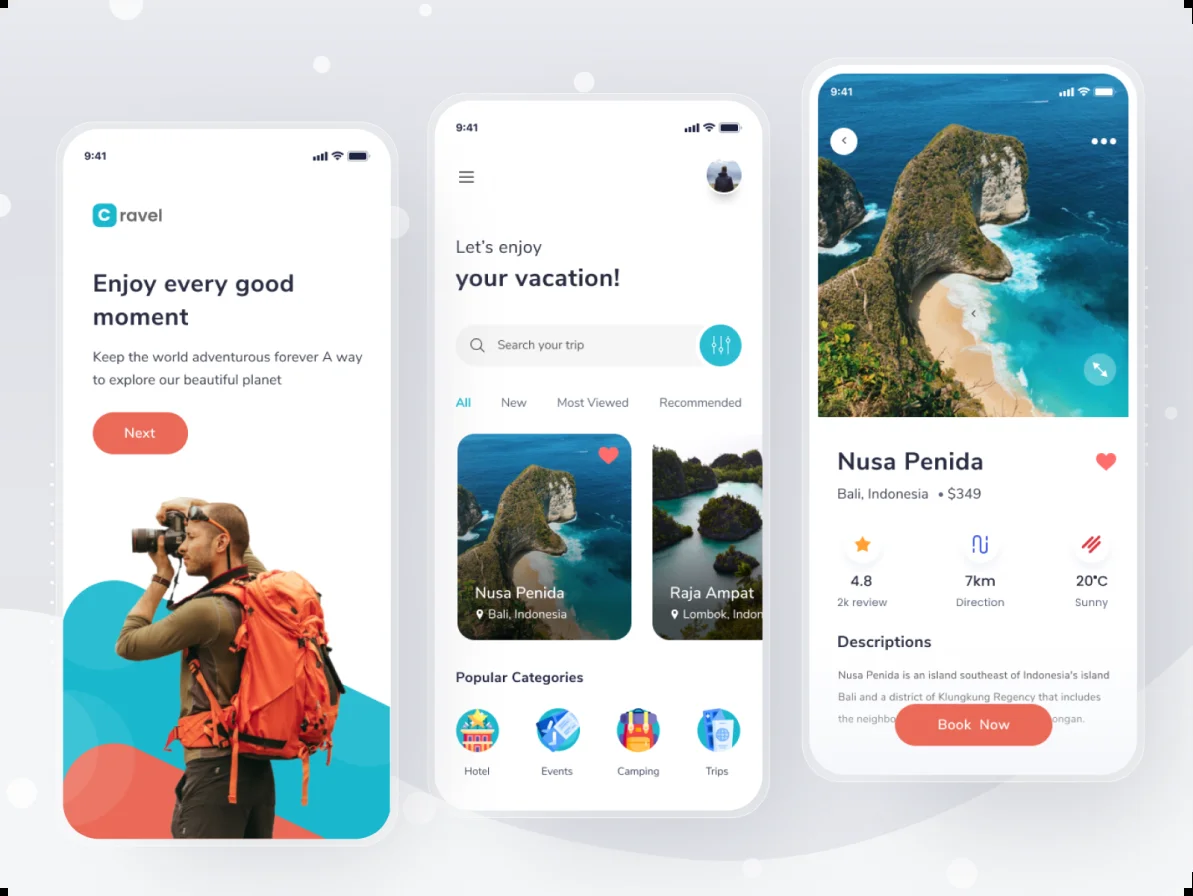 9:41
C ravel
Enjoy every good
moment
Keep the world adventurous forever A way
to explore our beautiful planet
Next
9:41
Let's enjoy
your vacation!
Search your trip
All New Most Viewed Recommended
Nusa Penida
Bali, Indonesia
Raja Ampat
Lombok, Indon
Popular Categories
Hotel Events Camping Trips
9:41
Nusa Penida
Bali, Indonesia • $349
4.8 7km 20°C
2k review Direction Sunny
Descriptions
Nusa Penida is an island southeast of Indonesia's island
Bali and a district of Klungkung Regency that includes
the neighbo ongan.
Book Now